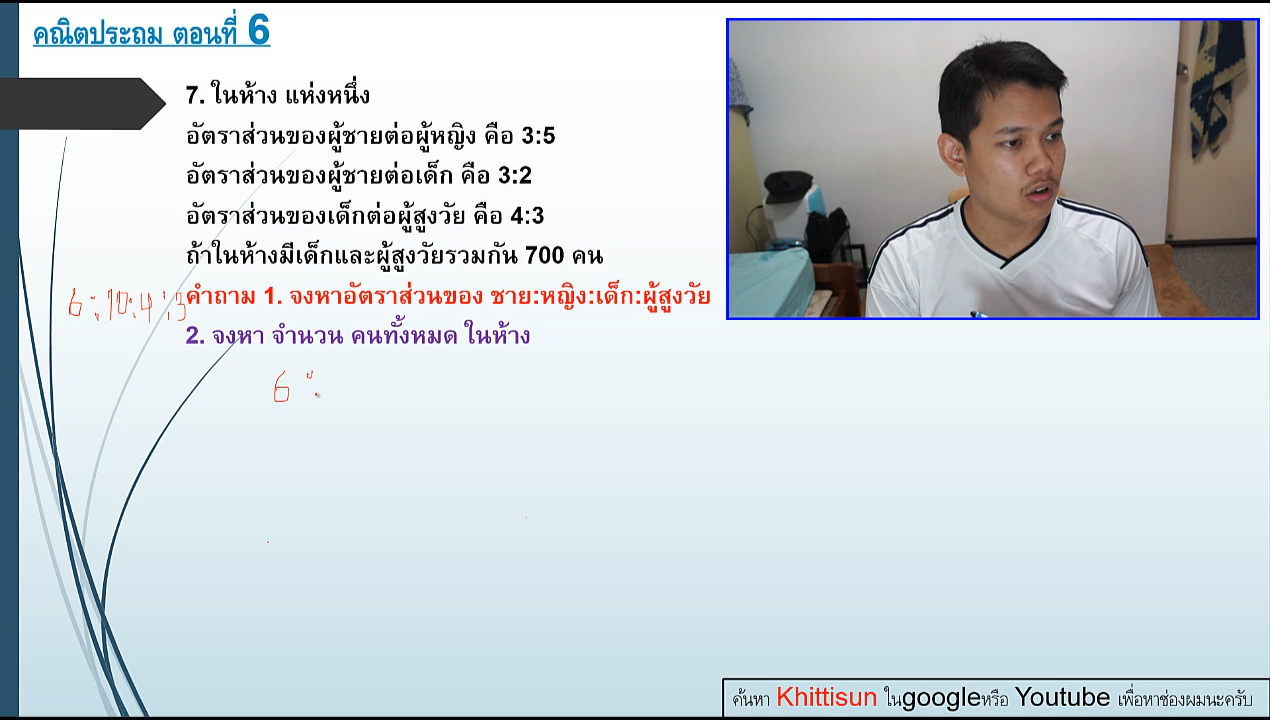 คณิตประถม ตอนที่ 6
7. ในห้าง แห่งหนึ่ง
อัตราส่วนของผู้ชายต่อผู้หญิง คือ 3:5
อัตราส่วนของผู้ชายต่อเด็ก คือ 3:2
อัตราส่วนของเด็กต่อผู้สูงวัย คือ 4:3
ถ้าในห้างมีเด็กและผู้สูงวัยรวมกัน 700 คน
6:10:4:3
คำถาม 1. จงหาอัตราส่วนของ ชาย:หญิง:เด็ก:ผู้สูงวัย
2. จงหา จำนวน คนทั้งหมด ในห้าง
6 :
ค้นหา Khittisun ในgoogleหรือ Youtube เพื่อหาช่องผมนะครับ